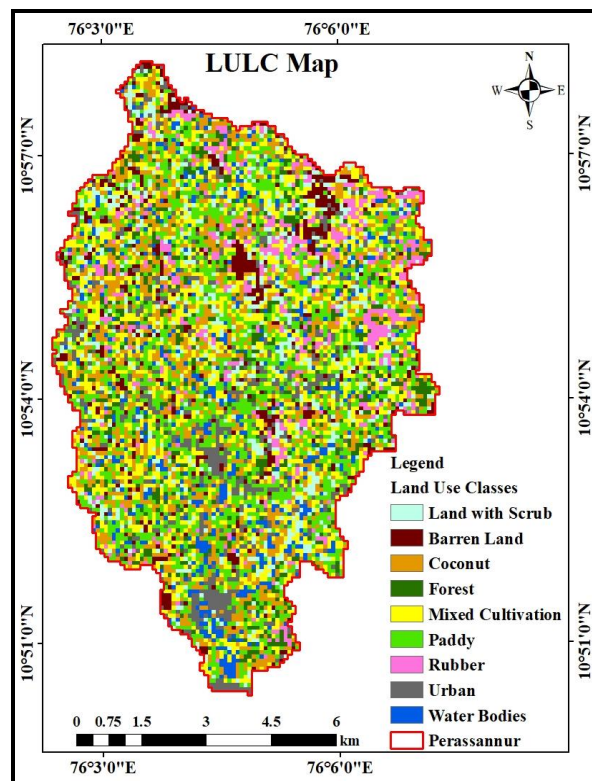 76°3'0"E 76°6'0"E
LULC Map
N
W E
S
10°57'0"N 10°57'0"N
10°54'0"N 10°54'0"N
10°51'0"N 10°51'0"N
Legend
Land Use Classes
Land with Scrub
Barren Land
Coconut
Forest
Mixed Cultivation
Paddy
Rubber
Urban
Water Bodies
Perassannur
0 0.75 1.5 3 4.5 6
km
76°3'0"E 76°6'0"E